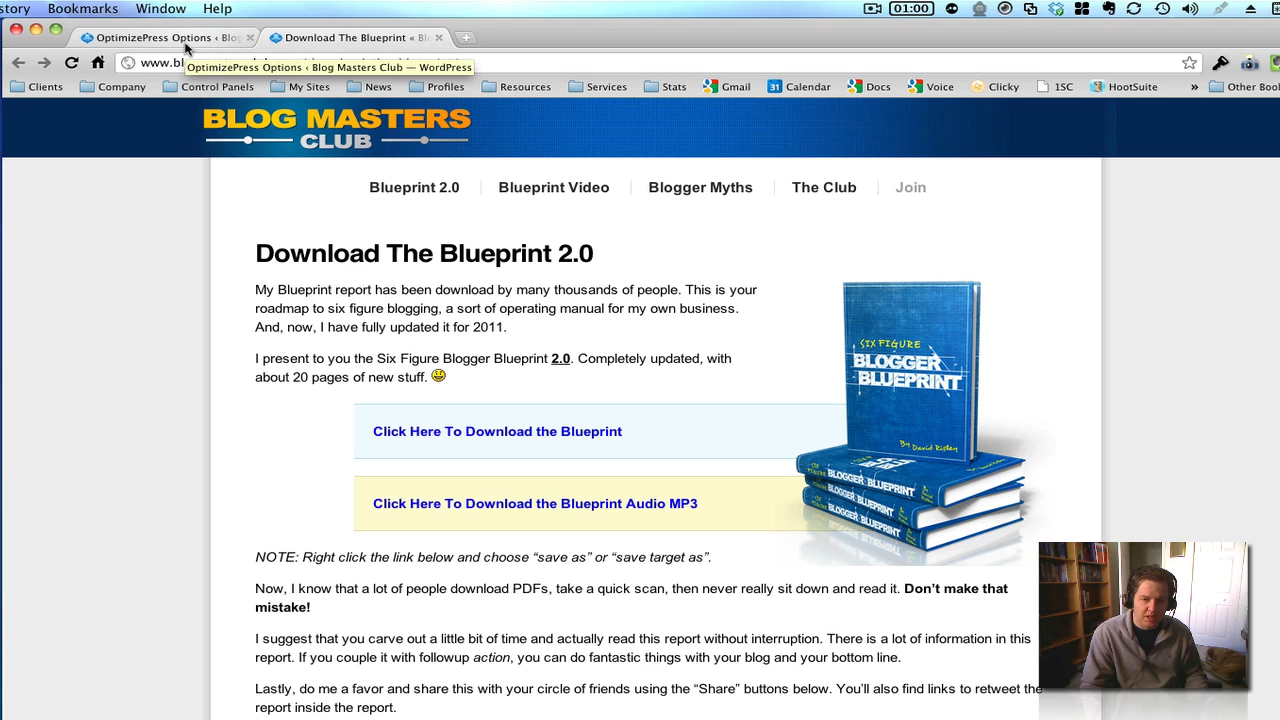 story Bookmarks Window Help 01:00
OptimizePress Options ‹ Blog Download The Blueprint « Bl
www.bl
OptimizePress Options ‹ Blog Masters Club — WordPress
Clients Company Control Panels My Sites News Profiles Resources Services Stats Gmail 31 Calendar Docs Voice Clicky 1SC HootSuite » Other Boo
BLOG MASTERS
CLUB
Blueprint 2.0 Blueprint Video Blogger Myths The Club Join
Download The Blueprint 2.0
My Blueprint report has been download by many thousands of people. This is your
roadmap to six figure blogging, a sort of operating manual for my own business.
And, now, I have fully updated it for 2011.
I present to you the Six Figure Blogger Blueprint 2.0. Completely updated, with
about 20 pages of new stuff.
Click Here To Download the Blueprint
Click Here To Download the Blueprint Audio MP3
SIX FIGURE
BLOGGER
BLUEPRINT
By David Risley
BLOGGER BLUEPRINT
BLOGGER BLUEPRINT
BLOGGER BLUEPRINT
NOTE: Right click the link below and choose “save as” or “save target as”.
Now, I know that a lot of people download PDFs, take a quick scan, then never really sit down and read it. Don’t make that
mistake!
I suggest that you carve out a little bit of time and actually read this report without interruption. There is a lot of information in this
report. If you couple it with followup action, you can do fantastic things with your blog and your bottom line.
Lastly, do me a favor and share this with your circle of friends using the “Share” buttons below. You’ll also find links to retweet the
report inside the report.